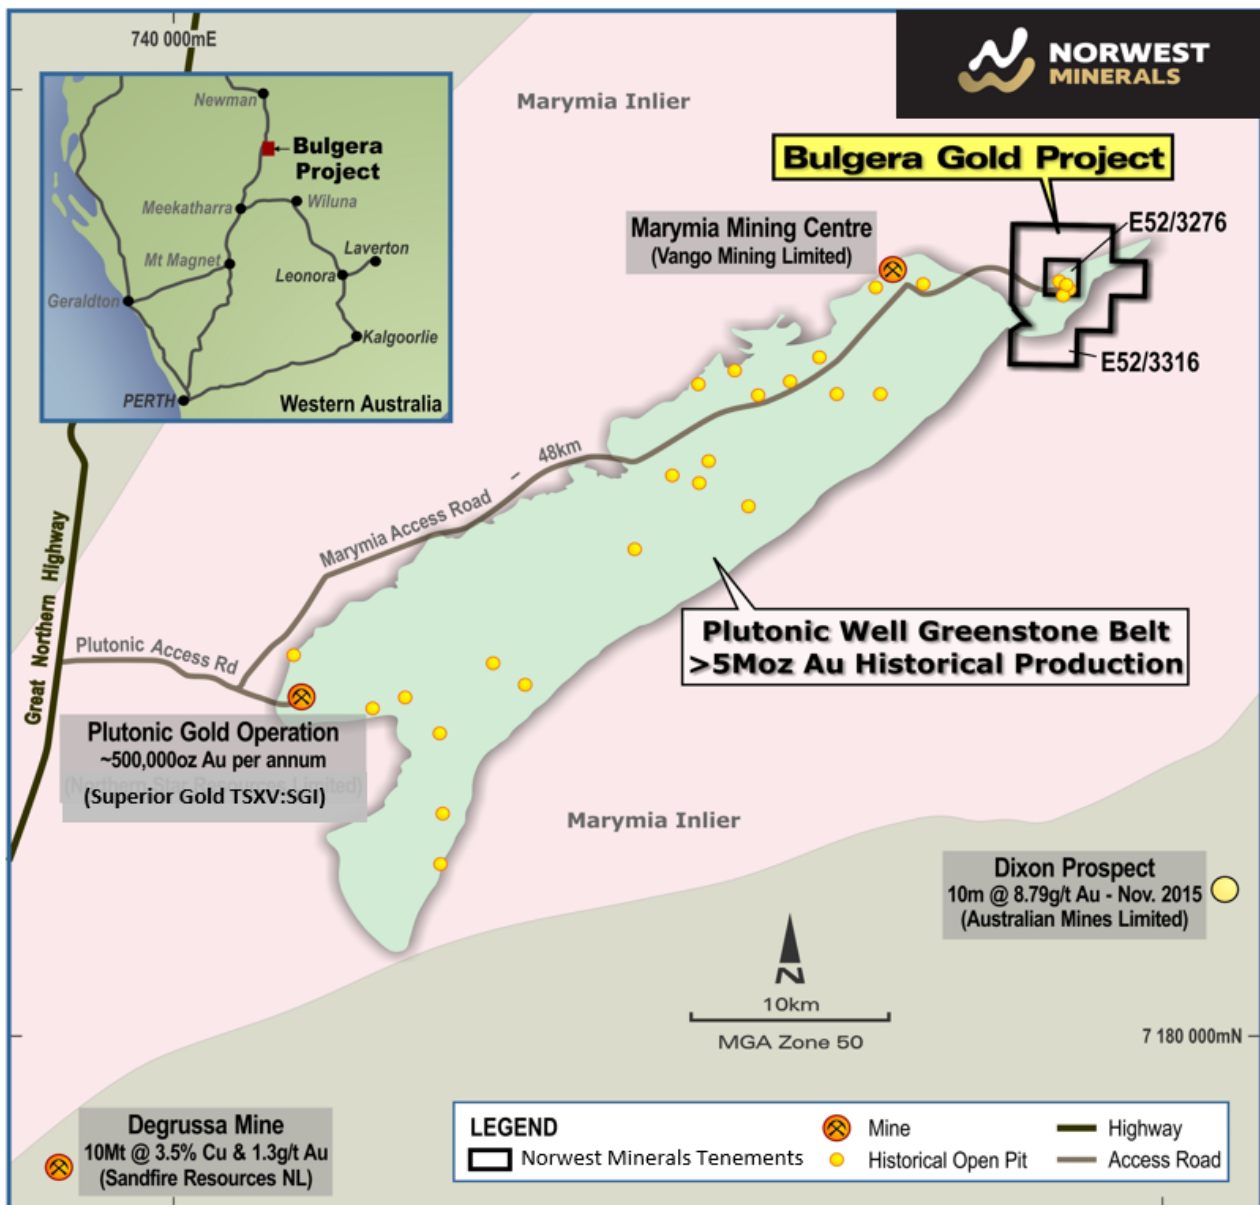 740 000mE
NORWEST
MINERALS
Marymia Inlier
Newman
Bulgera
Project
Meekatharra
Wiluna
Mt Magnet
Laverton
Leonora
Geraldton
Kalgoorlie
PERTH
Western Australia
Bulgera Gold Project
E52/3276
Marymia Mining Centre
(Vango Mining Limited)
E52/3316
Marymia Access Road – 48km
Great Northern Highway
Plutonic Access Rd
Plutonic Well Greenstone Belt
>5Moz Au Historical Production
Plutonic Gold Operation
~500,000oz Au per annum
(Northern Star Resources Limited)
(Superior Gold TSXV:SGI)
Marymia Inlier
Dixon Prospect
10m @ 8.79g/t Au - Nov. 2015
(Australian Mines Limited)
N
10km
MGA Zone 50
7 180 000mN
Degrussa Mine
10Mt @ 3.5% Cu & 1.3g/t Au
(Sandfire Resources NL)
LEGEND
Norwest Minerals Tenements
Mine
Historical Open Pit
Highway
Access Road